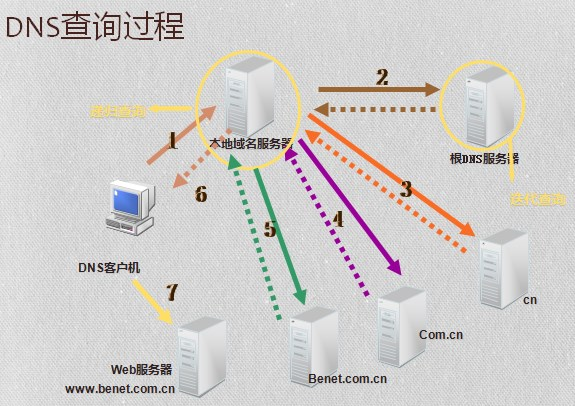 DNS查询过程
2
递归查询
1
本地域名服务器
根DNS服务器
6
3
迭代查询
5
4
DNS客户机
7
cn
Com.cn
Web服务器
Benet.com.cn
www.benet.com.cn